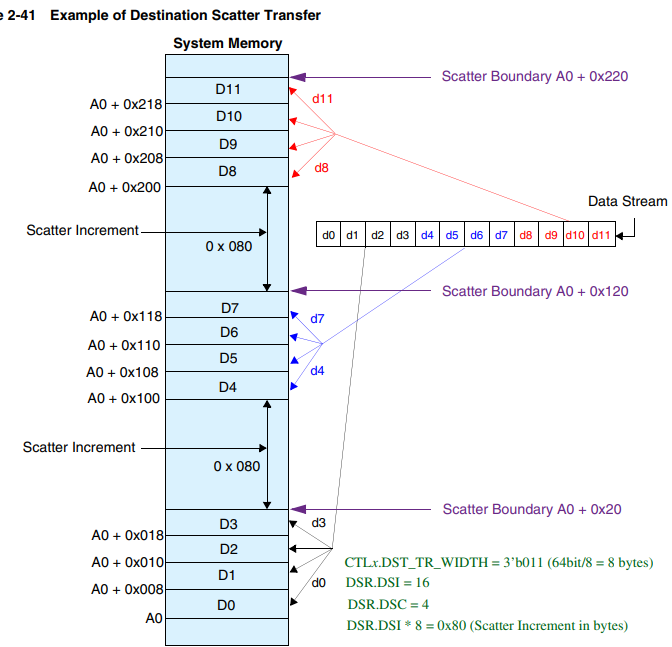 e 2-41 Example of Destination Scatter Transfer
System Memory
Scatter Boundary A0 + 0x220
D11
d11
A0 + 0x218
D10
A0 + 0x210
D9
A0 + 0x208
D8
d8
A0 + 0x200
Data Stream
Scatter Increment
0 x 080
d0 d1 d2 d3 d4 d5 d6 d7 d8 d9 d10 d11
Scatter Boundary A0 + 0x120
D7
d7
A0 + 0x118
D6
A0 + 0x110
D5
A0 + 0x108
d4
D4
A0 + 0x100
Scatter Increment
0 x 080
Scatter Boundary A0 + 0x20
D3
d3
A0 + 0x018
D2
A0 + 0x010
D1
d0
A0 + 0x008
D0
A0
CTLx.DST_TR_WIDTH = 3’b011 (64bit/8 = 8 bytes)
DSR.DSI = 16
DSR.DSC = 4
DSR.DSI * 8 = 0x80 (Scatter Increment in bytes)